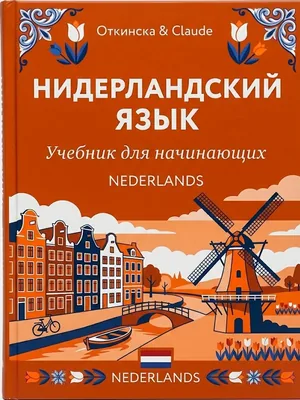 Откинска & Claude
НИДЕРЛАНДСКИЙ
ЯЗЫК
Учебник для начинающих
NEDERLANDS
NEDERLANDS